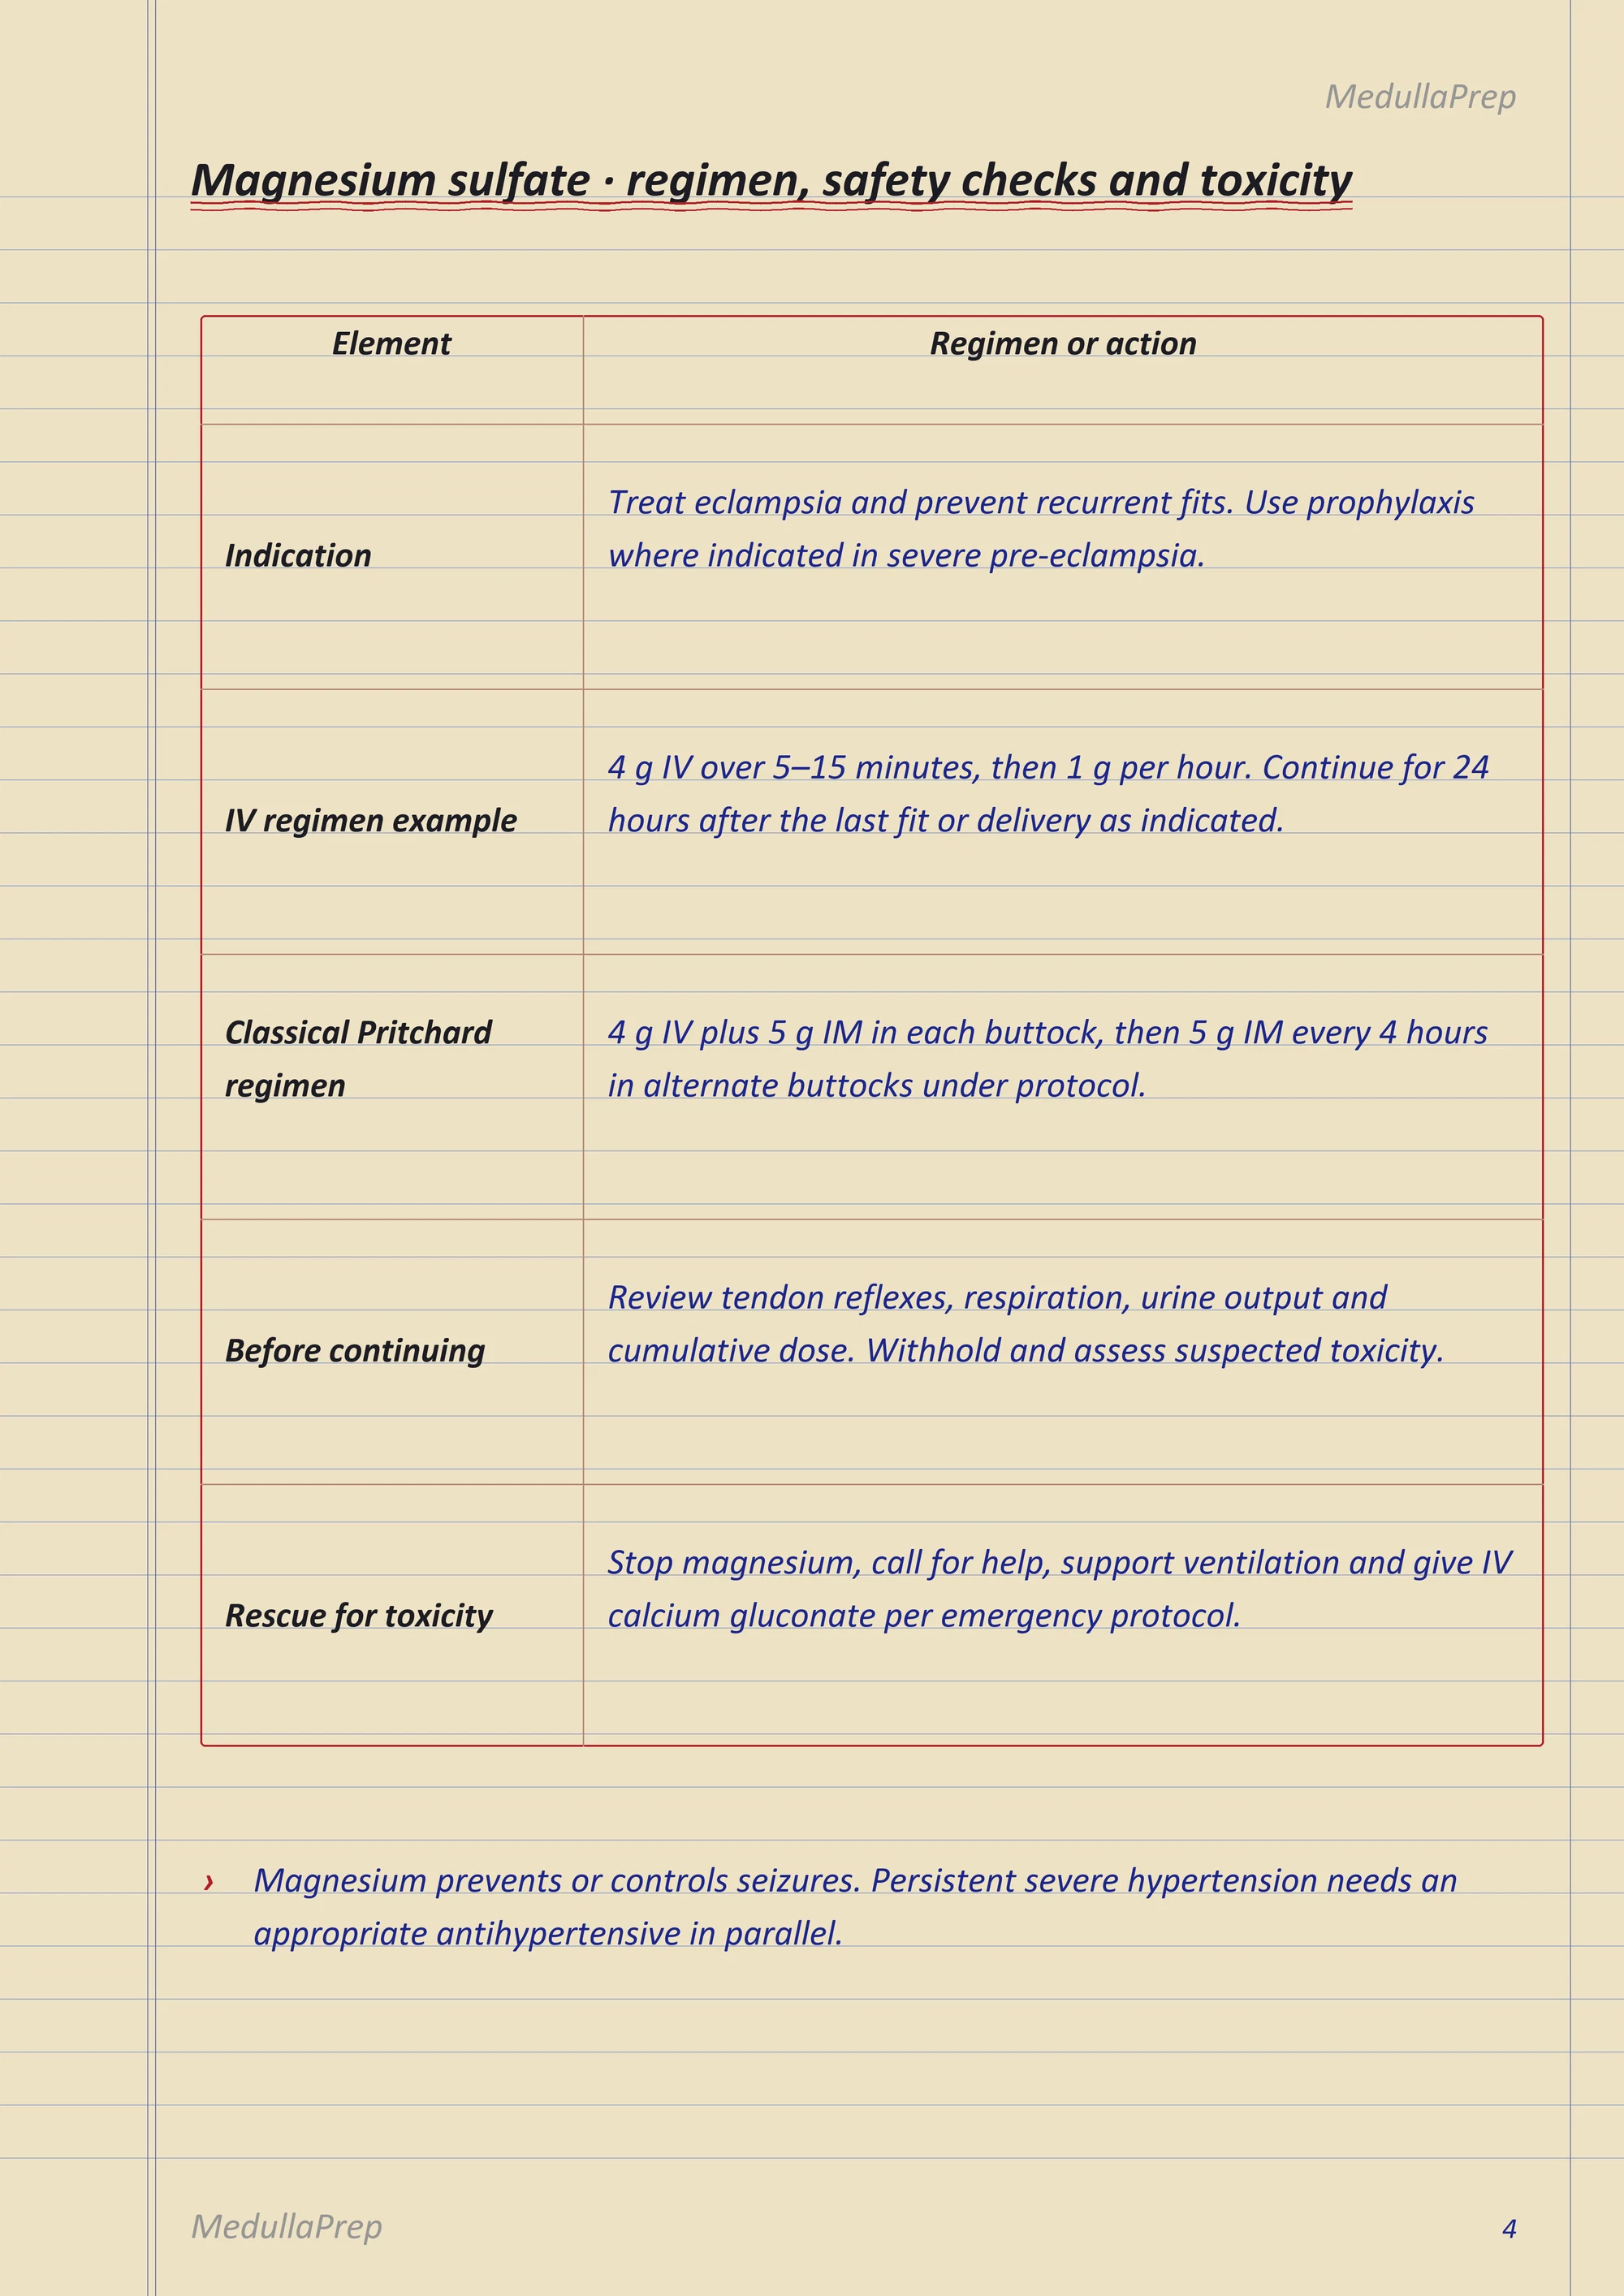 MedullaPrep
Magnesium sulfate · regimen, safety checks and toxicity
Element
Regimen or action
Indication
Treat eclampsia and prevent recurrent fits. Use prophylaxis
where indicated in severe pre-eclampsia.
IV regimen example
4 g IV over 5–15 minutes, then 1 g per hour. Continue for 24
hours after the last fit or delivery as indicated.
Classical Pritchard
regimen
4 g IV plus 5 g IM in each buttock, then 5 g IM every 4 hours
in alternate buttocks under protocol.
Before continuing
Review tendon reflexes, respiration, urine output and
cumulative dose. Withhold and assess suspected toxicity.
Rescue for toxicity
Stop magnesium, call for help, support ventilation and give IV
calcium gluconate per emergency protocol.
› Magnesium prevents or controls seizures. Persistent severe hypertension needs an
appropriate antihypertensive in parallel.
MedullaPrep
4